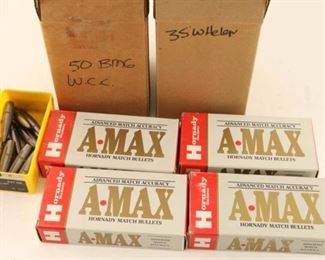 50 BMG
W.C.C.
35 Whelen
ADVANCED MATCH ACCURACY
Hornady
A-MAX
HORNADY MATCH BULLETS
ADVANCED MATCH ACCURACY
Hornady
A-MAX
HORNADY MATCH BULLETS
ADVANCED MATCH ACCURACY
Hornady
A-MAX
HORNADY MATCH BULLETS
ADVANCED MATCH ACCURACY
Hornady
A-MAX
HORNADY MATCH BULLETS